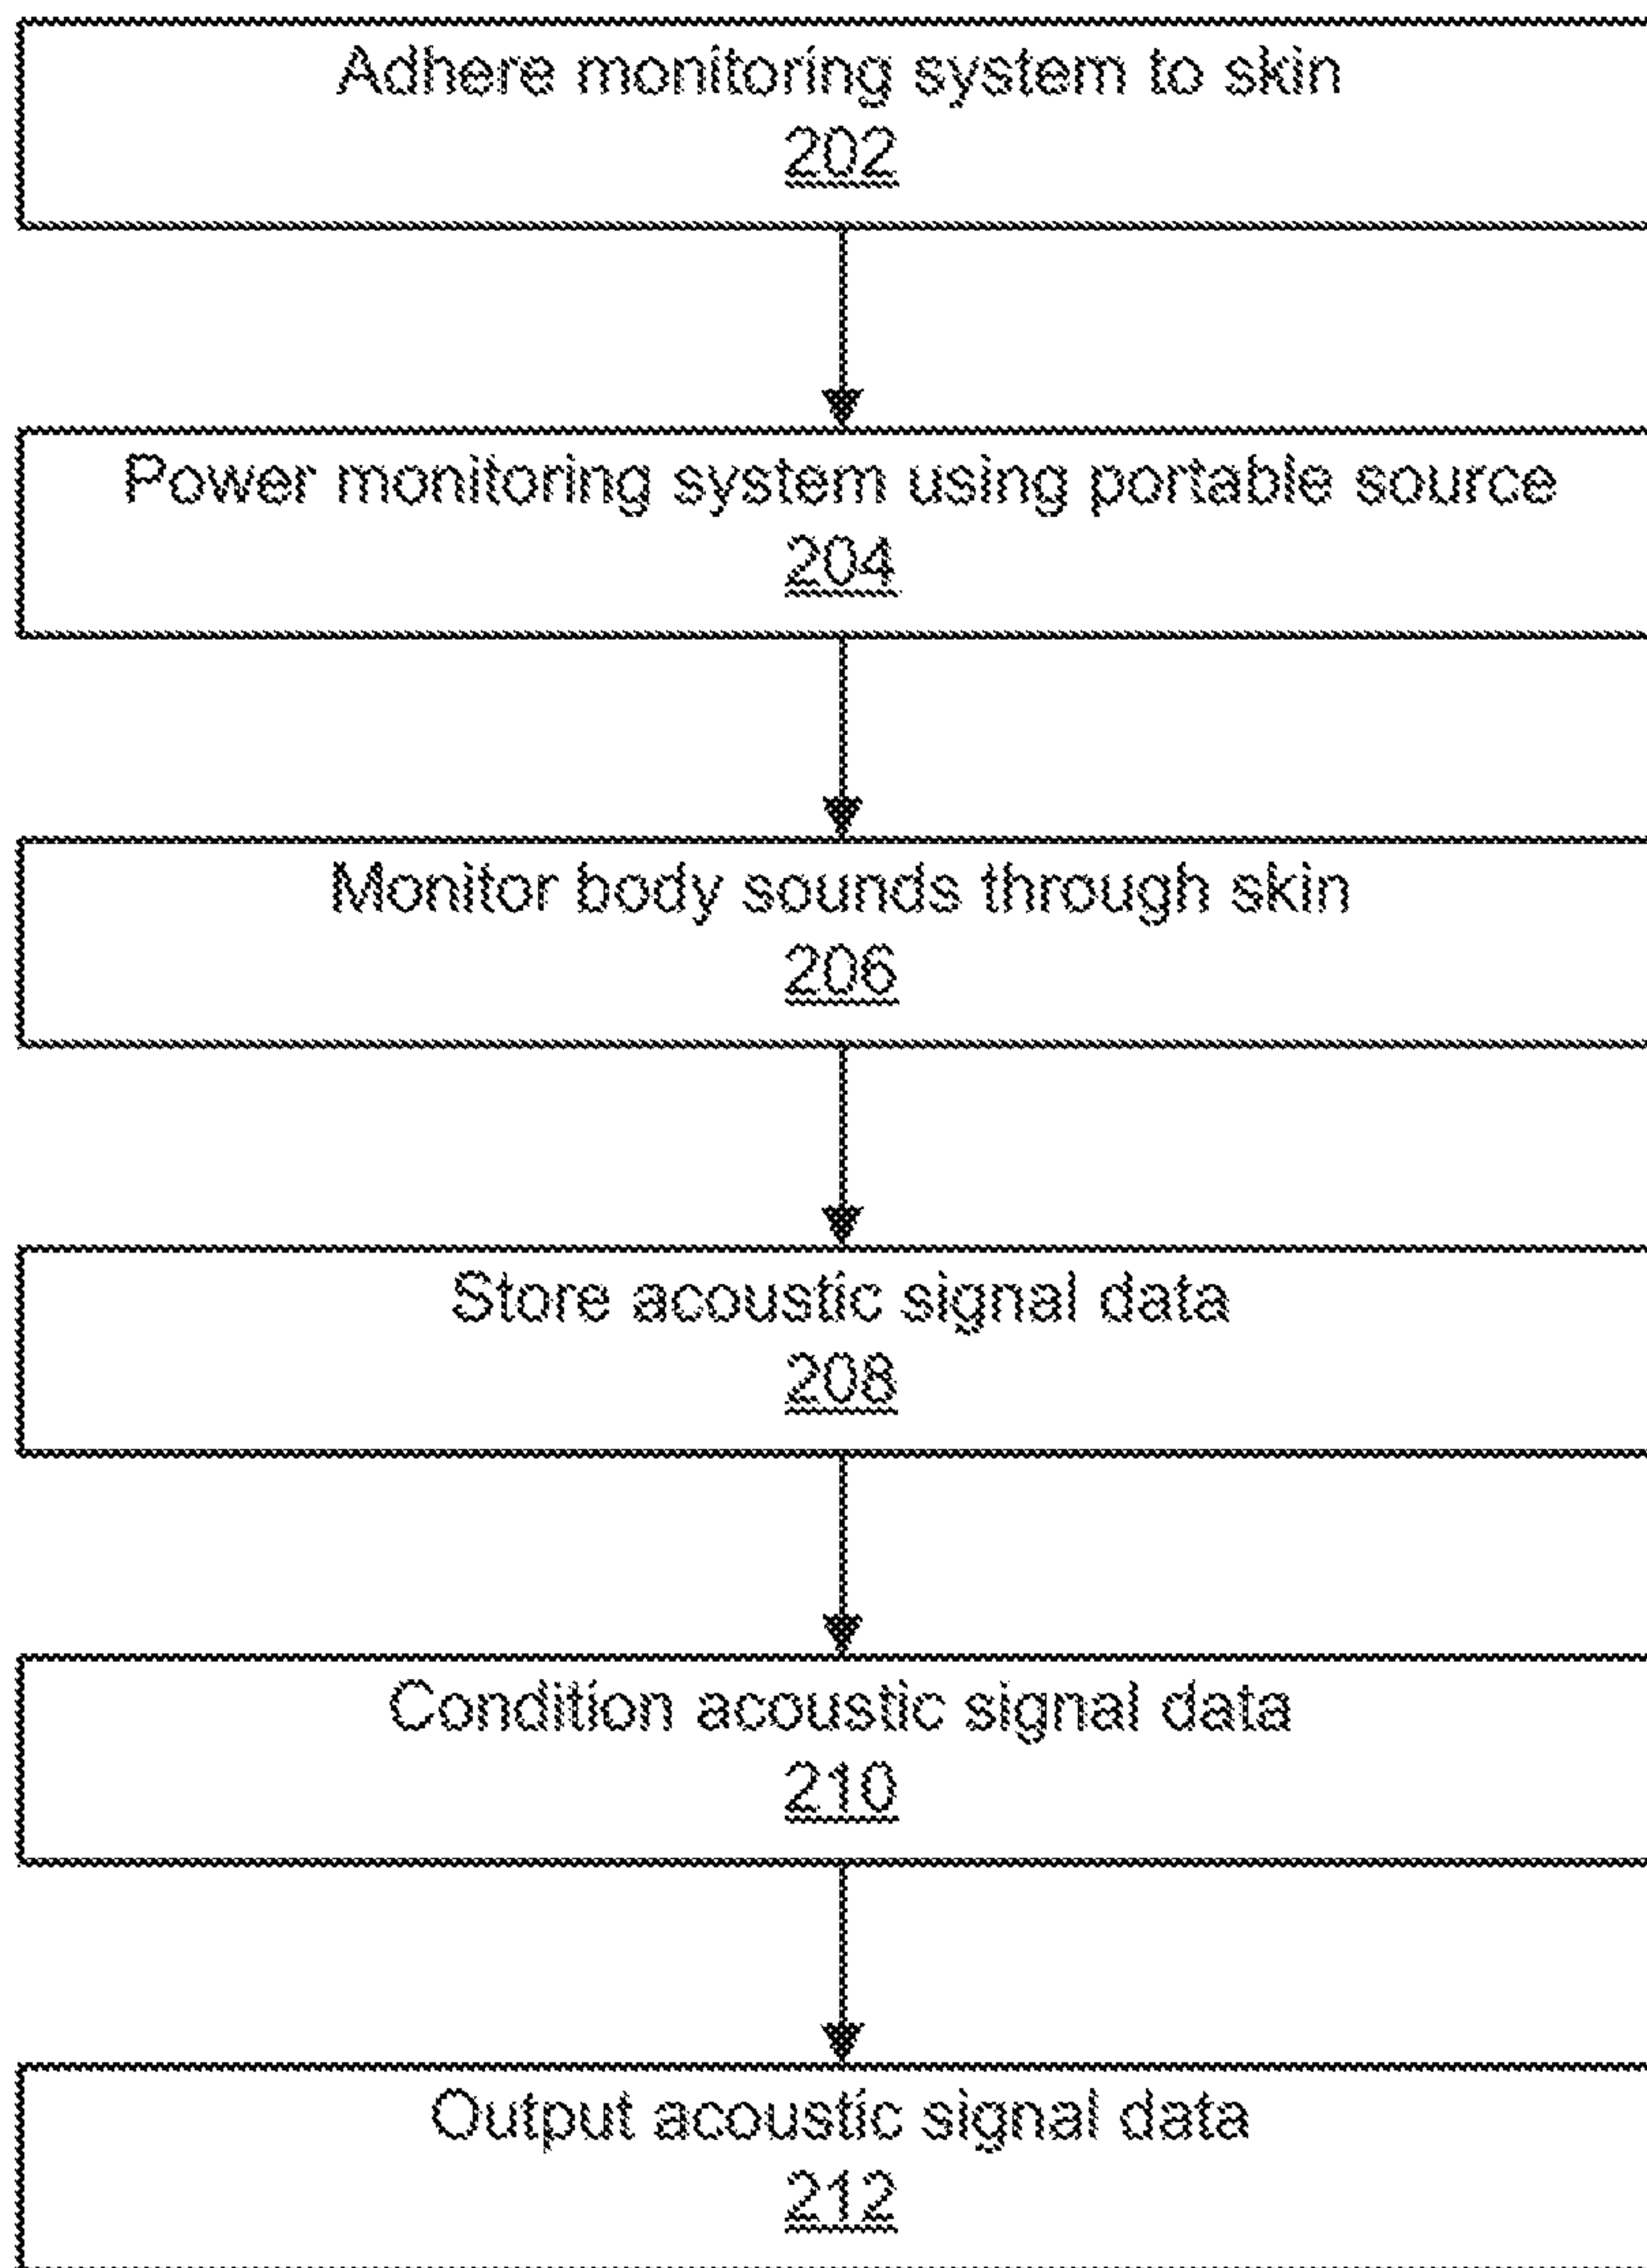 Adhere monitoring system to skin
202
Power monitoring system using portable source
204
Monitor body sounds through skin
206
Store acoustic signal data
208
Condition acoustic signal data
210
Output acoustic signal data
212